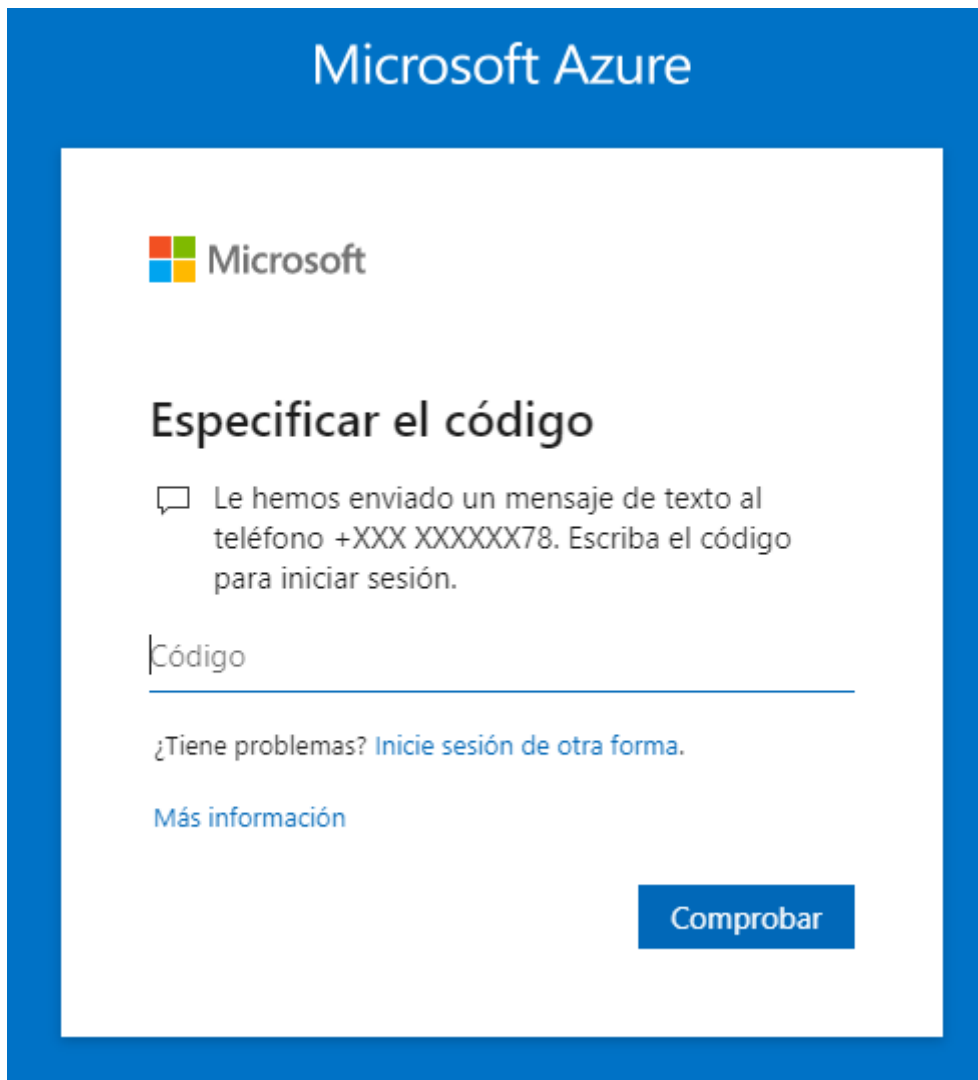 Microsoft Azure
Microsoft
Especificar el código
Le hemos enviado un mensaje de texto al
teléfono +XXX XXXXXX78. Escriba el código
para iniciar sesión.
Código
¿Tiene problemas? Inicie sesión de otra forma.
Más información
Comprobar